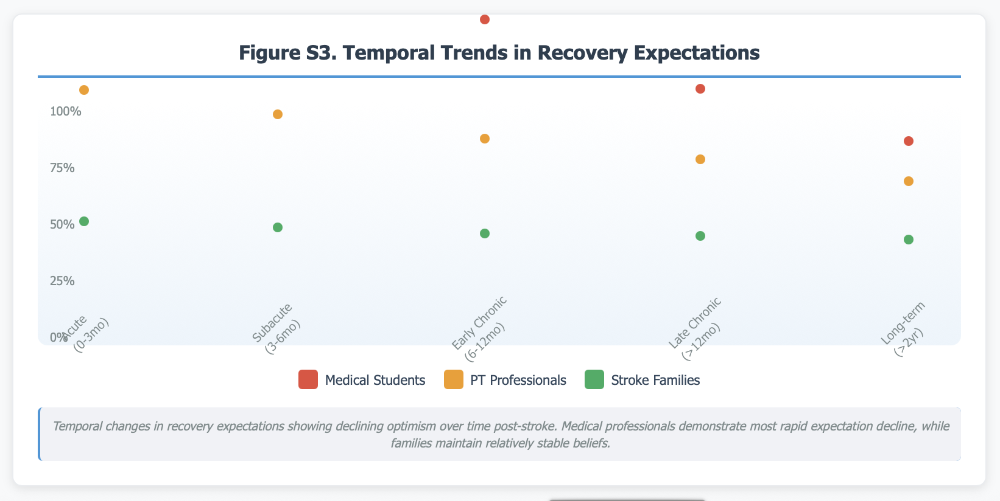 Figure S3. Temporal Trends in Recovery Expectations
100%
75%
50%
25%
0%
Acute
(0-3mo)
Subacute
(3-6mo)
Early Chronic
(6-12mo)
Late Chronic
(>12mo)
Long-term
(>2yr)
Medical Students
PT Professionals
Stroke Families
Temporal changes in recovery expectations showing declining optimism over time post-stroke. Medical professionals demonstrate most rapid expectation decline, while
families maintain relatively stable beliefs.